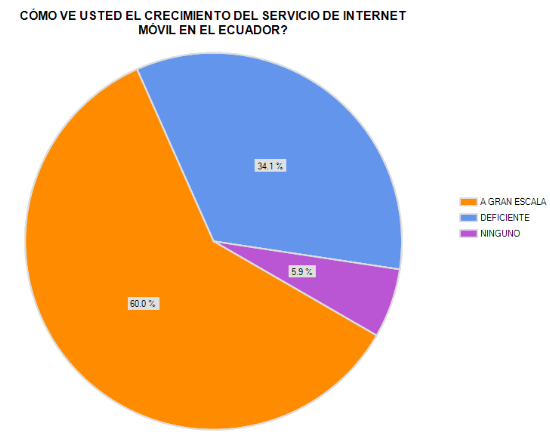 CÓMO VE USTED EL CRECIMIENTO DEL SERVICIO DE INTERNET
MÓVIL EN EL ECUADOR?
34.1 %
A GRAN ESCALA
DEFICIENTE
NINGUNO
5.9 %
60.0 %